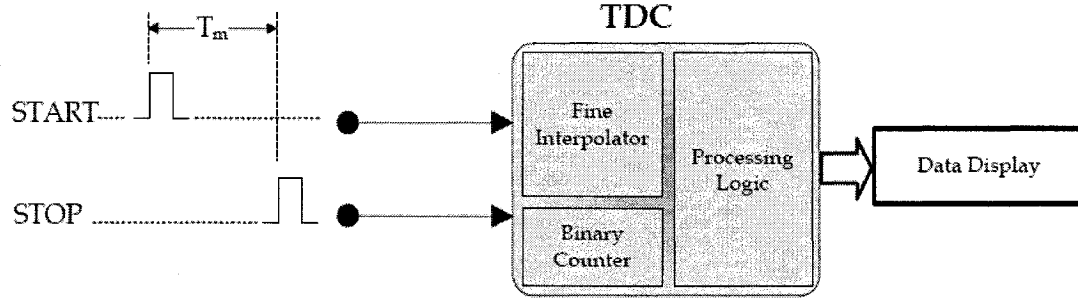 TDC
Tm
START
Fine
Interpolator
Processing
Logic
Data Display
STOP
Binary
Counter